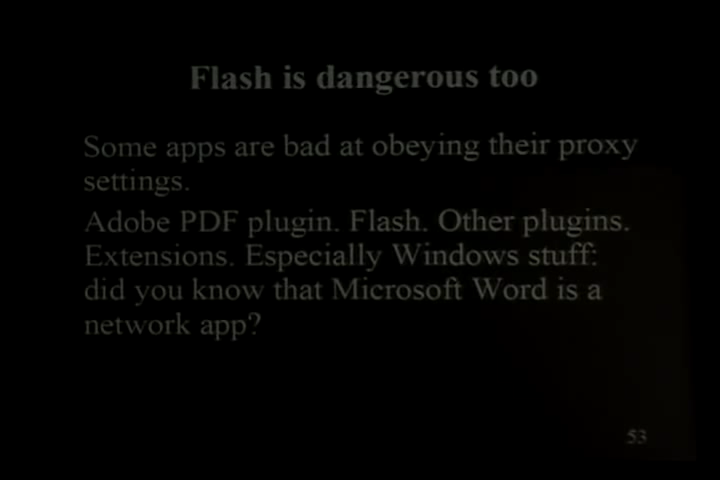 Flash is dangerous too
Some apps are bad at obeying their proxy
settings.
Adobe PDF plugin. Flash. Other plugins.
Extensions. Especially Windows stuff:
did you know that Microsoft Word is a
network app?
53